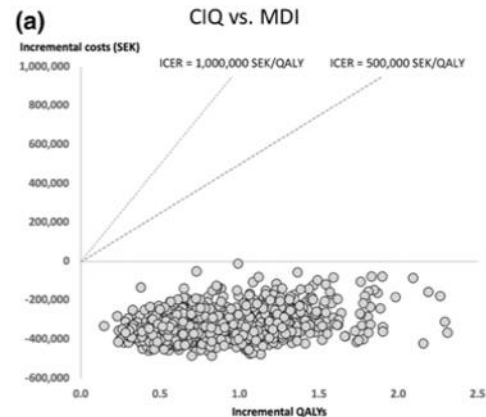 (a)
CIQ vs. MDI
Incremental costs (SEK)
1,000,000
ICER = 1,000,000 SEK/QALY
ICER = 500,000 SEK/QALY
800,000
600,000
400,000
200,000
0
-200,000
-400,000
-600,000
0.0 0.5 1.0 1.5 2.0 2.5
Incremental QALYs